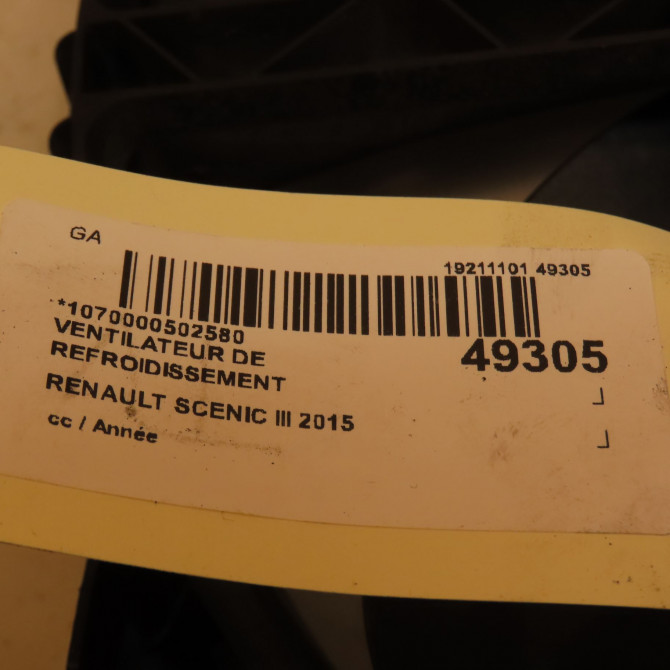 GA
19211101 49305
*1070000502580
49305
VENTILATEUR DE
REFROIDISSEMENT
RENAULT SCENIC III 2015
cc / Année